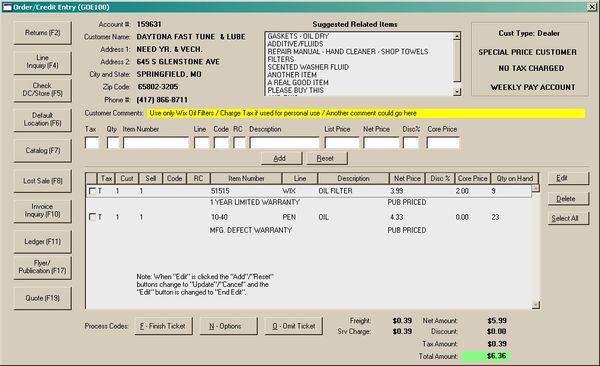 Order/Credit Entry (GOE100)
Returns (F2)
Line Inquiry (F4)
Check DC/Store (F5)
Default Location (F6)
Catalog (F7)
Lost Sale (F8)
Invoice Inquiry (F10)
Ledger (F11)
Flyer/ Publication (F17)
Quote (F19)
Account #: 159631
Customer Name: DAYTONA FAST TUNE & LUBE
Address 1: NEED YR. & VECH.
Address 2: 645 S GLENSTONE AVE
City and State: SPRINGFIELD, MO
Zip Code: 65802-3205
Phone #: (417) 866-8711
Suggested Related Items
GASKETS - OIL DRY
ADDITIVE/FLUIDS
REPAIR MANUAL - HAND CLEANER - SHOP TOWELS
FILTERS
SCENTED WASHER FLUID
ANOTHER ITEM
A REAL GOOD ITEM
PLEASE BUY THIS
Cust Type: Dealer
SPECIAL PRICE CUSTOMER
NO TAX CHARGED
WEEKLY PAY ACCOUNT
Customer Comments: Use only Wix Oil Filters / Charge Tax if used for personal use / Another comment could go here
Tax Qty Item Number Line Code RC Description List Price Net Price Disc% Core Price
Add Reset
Tax Cust Sell Code RC Item Number Line Description Net Price Disc % Core Price Qty on Hand
T 1 1 51515 WIX OIL FILTER 3.99 2.00 9
1 YEAR LIMITED WARRANTY PUB PRICED
T 1 1 10-40 PEN OIL 4.33 0.00 23
MFG. DEFECT WARRANTY PUB PRICED
Edit
Delete
Select All
Note: When "Edit" is clicked the "Add"/"Reset"
buttons change to "Update"/"Cancel" and the
"Edit" button is changed to "End Edit".
Process Codes: F - Finish Ticket N - Options O - Omit Ticket
Freight: $0.39 Net Amount: $5.99
Srv Charge: $0.39 Discount: $0.00
Tax Amount: $0.39
Total Amount: $6.36